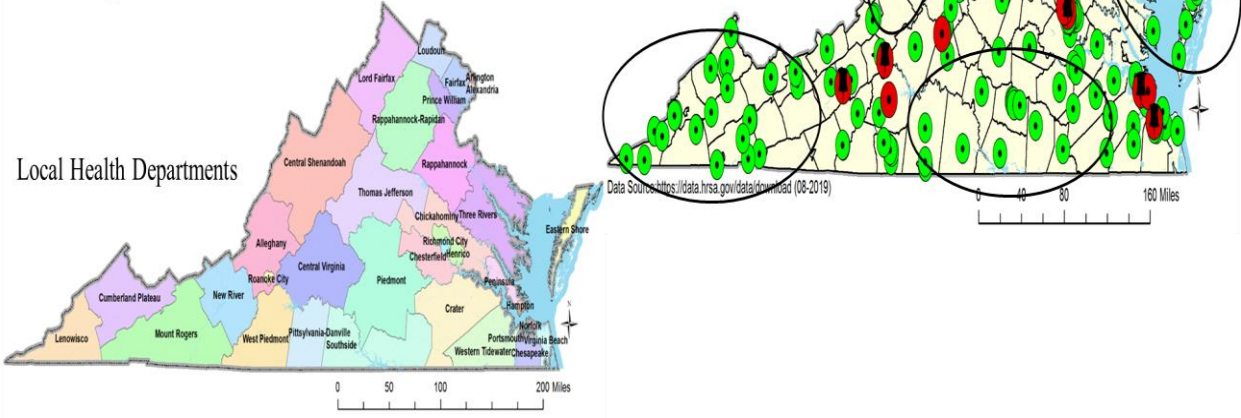 Local Health Departments
Loudoun
Lord Fairfax
Fairfax
Arlington
Alexandria
Prince William
Rappahannock-Rapidan
Central Shenandoah
Rappahannock
Thomas Jefferson
Chickahominy
Three Rivers
Eastern Shore
Alleghany
Richmond City
Henrico
Chesterfield
Central Virginia
Roanoke City
Piedmont
Peninsula
Cumberland Plateau
New River
Hampton
Crater
Lenowisco
Mount Rogers
West Piedmont
Pittsylvania-Danville
Southside
Norfolk
Portsmouth
Virginia Beach
Western Tidewater
Chesapeake
N
0 50 100 200 Miles
Data Source:https://data.hrsa.gov/data/download (08-2019)
N
0 40 80 160 Miles